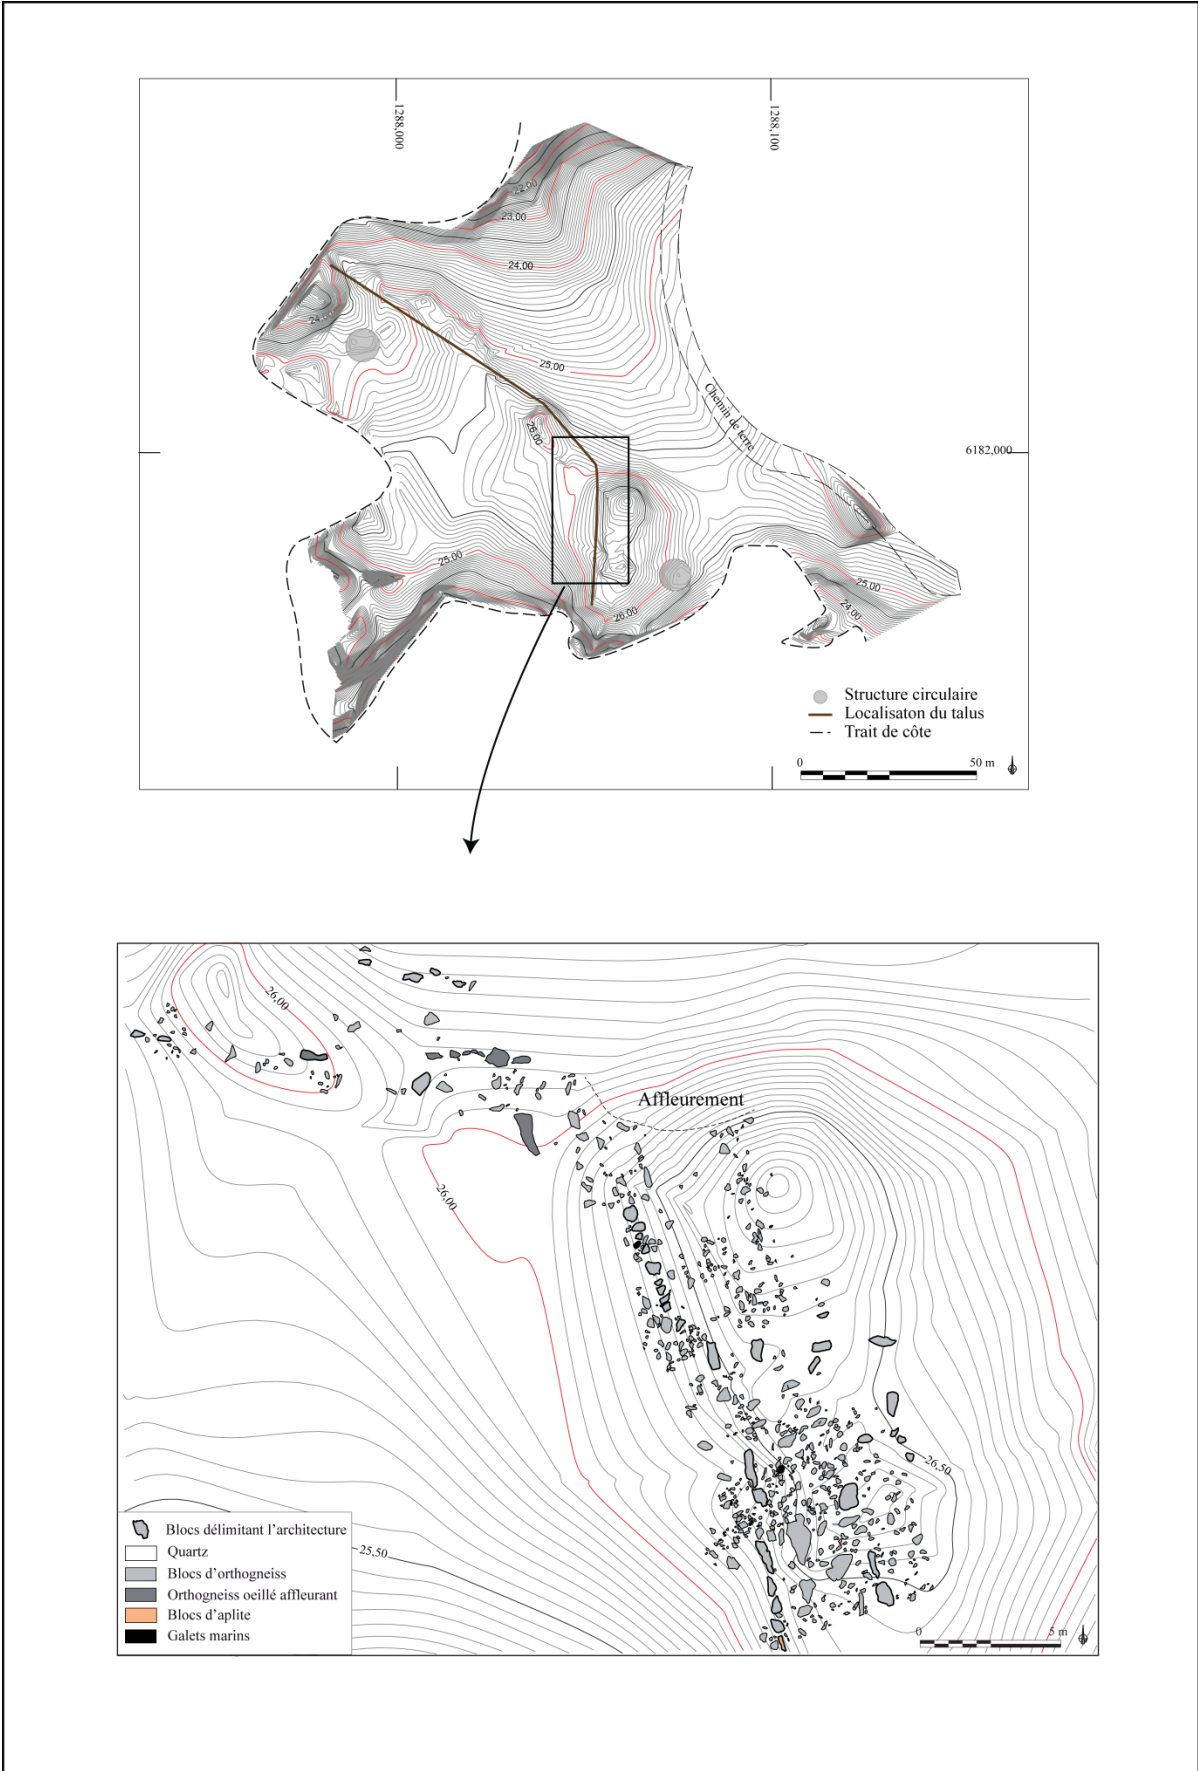 1288,000
1288,100
22,00
23,00
24,00
24,00
25,00
Chemin de terre
26,00
6182,000
25,00
25,00
24,00
26,00
Structure circulaire
Localisaton du talus
Trait de côte
0
50 m
26,00
Affleurement
26,00
26,50
Blocs délimitant l'architecture
Quartz
25,50
Blocs d'orthogneiss
Orthogneiss oeillé affleurant
Blocs d'aplite
Galets marins
0
5 m